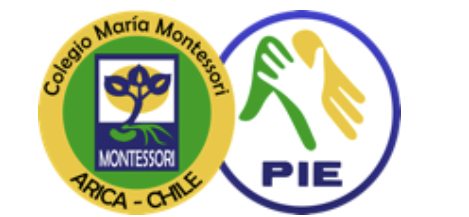 Colegio María Montessori
MONTESSORI
ARICA - CHILE
PIE